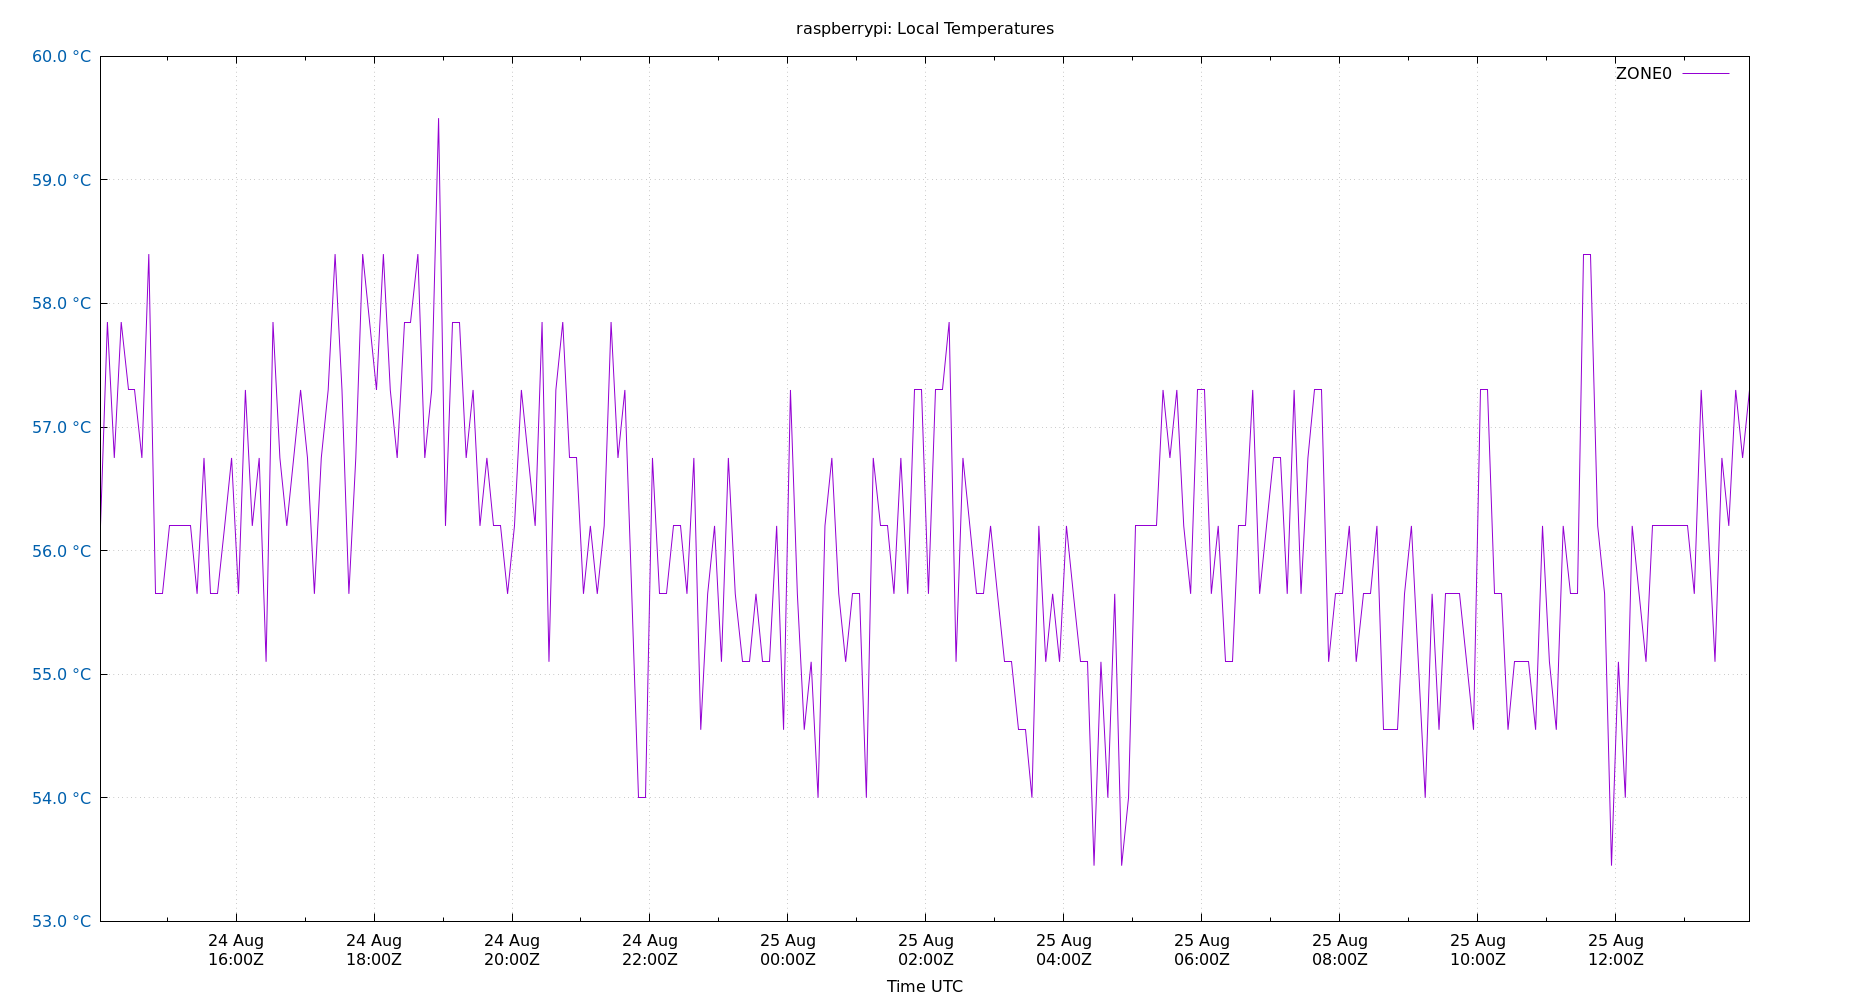 raspberrypi: Local Temperatures
60.0 °C
ZONE0
59.0 °C
58.0 °C
57.0 °C
56.0 °C
55.0 °C
54.0 °C
53.0 °C
24 Aug
16:00Z
24 Aug
18:00Z
24 Aug
20:00Z
24 Aug
22:00Z
25 Aug
00:00Z
25 Aug
02:00Z
25 Aug
04:00Z
25 Aug
06:00Z
25 Aug
08:00Z
25 Aug
10:00Z
25 Aug
12:00Z
Time UTC